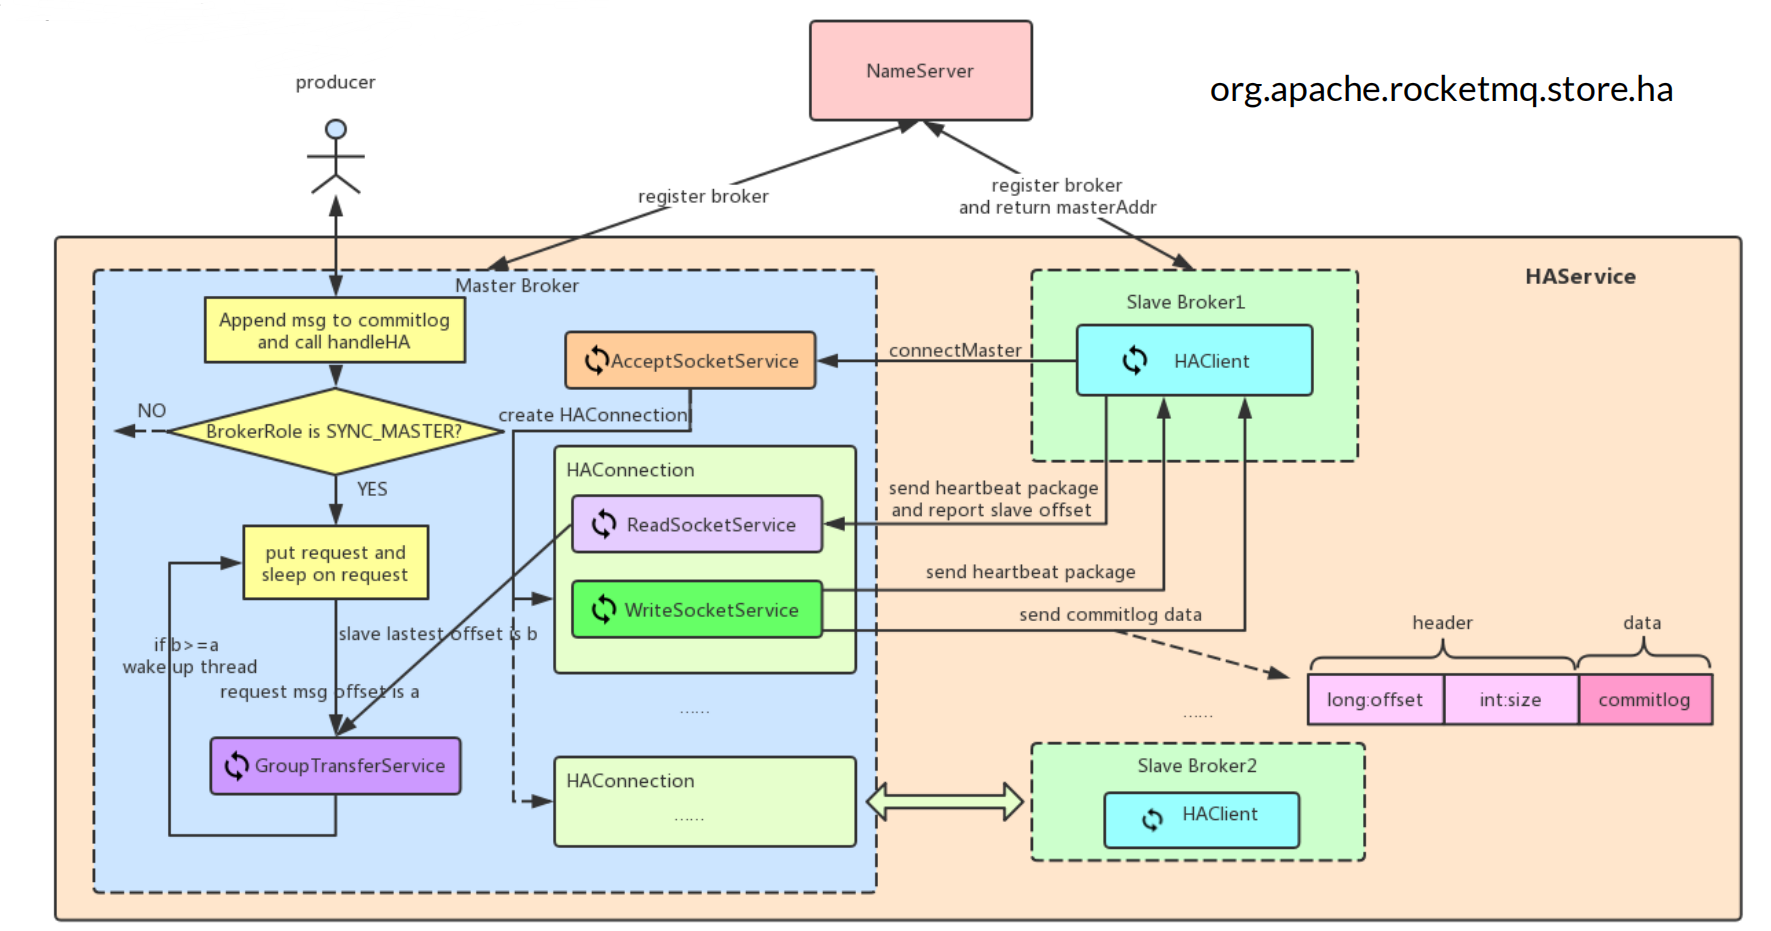 NameServer
org.apache.rocketmq.store.ha
producer
register broker
register broker
and return masterAddr
HAService
Master Broker
Append msg to commitlog
and call handleHA
BrokerRole is SYNC_MASTER?
NO
YES
put request and
sleep on request
if b>=a
wake up thread
slave lastest offset is b
request msg offset is a
GroupTransferService
AcceptSocketService
create HAConnection
HAConnection
ReadSocketService
WriteSocketService
......
HAConnection
......
connectMaster
send heartbeat package
and report slave offset
send heartbeat package
send commitlog data
Slave Broker1
HAClient
header
data
long:offset
int:size
commitlog
......
Slave Broker2
HAClient